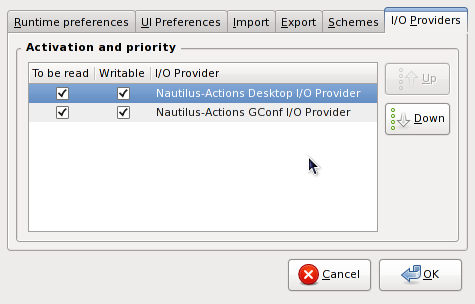 Runtime preferences UI Preferences Import Export Schemes I/O Providers
Activation and priority
To be read Writable I/O Provider
Nautilus-Actions Desktop I/O Provider
Nautilus-Actions GConf I/O Provider
Up
Down
Cancel OK